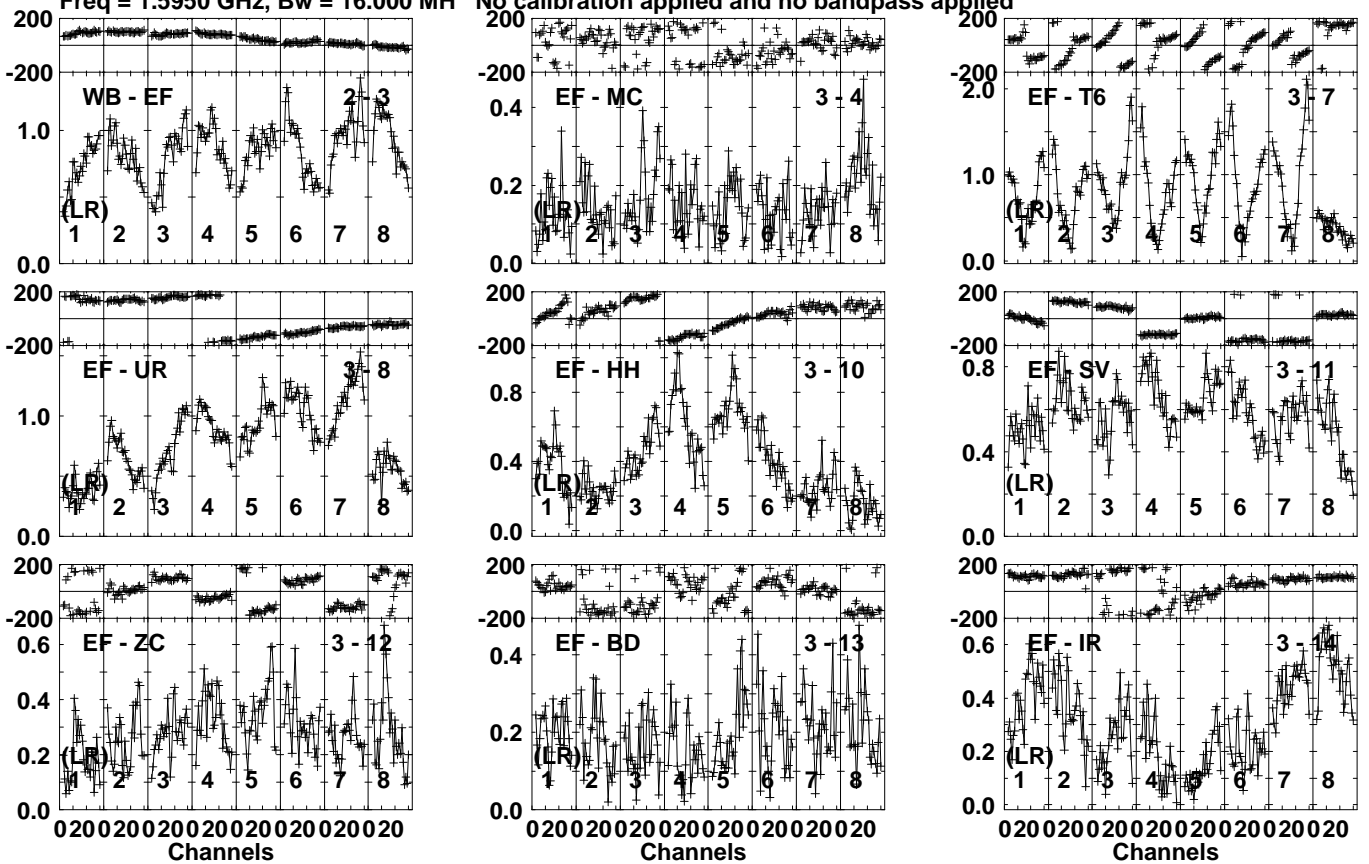 Freq = 1.5950 GHz, Bw = 16.000 MH No calibration applied and no bandpass applied
200
-200
WB - EF 2 - 3
1.0
(LR)
1 2 3 4 5 6 7 8
0.0
200
-200
EF - MC 3 - 4
0.4
0.2
(LR)
1 2 3 4 5 6 7 8
0.0
200
-200
2.0
EF - T6 3 - 7
1.0
(LR)
1 2 3 4 5 6 7 8
0.0
200
-200
EF - UR 3 - 8
1.0
(LR)
1 2 3 4 5 6 7 8
0.0
200
-200
EF - HH 3 - 10
0.8
0.4
(LR)
1 2 3 4 5 6 7 8
0.0
200
-200
0.8
EF - SV 3 - 11
0.4
(LR)
1 2 3 4 5 6 7 8
0.0
200
-200
EF - ZC 3 - 12
0.6
0.4
0.2
(LR)
1 2 3 4 5 6 7 8
0.0
020020020020020020020020
Channels
200
-200
EF - BD 3 - 13
0.4
0.2
(LR)
1 2 3 4 5 6 7 8
0.0
020020020020020020020020
Channels
200
-200
EF - IR 3 - 14
0.6
0.4
0.2
(LR)
1 2 3 4 5 6 7 8
0.0
020020020020020020020020
Channels